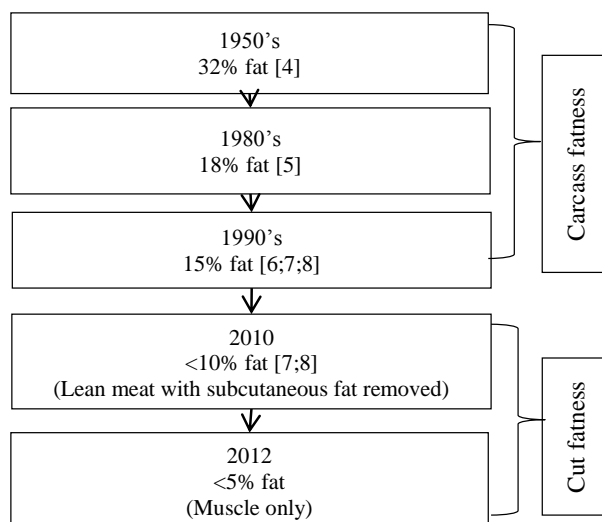 1950’s
32% fat [4]
1980’s
18% fat [5]
1990’s
15% fat [6;7;8]
Carcass fatness
2010
<10% fat [7;8]
(Lean meat with subcutaneous fat removed)
2012
<5% fat
(Muscle only)
Cut fatness